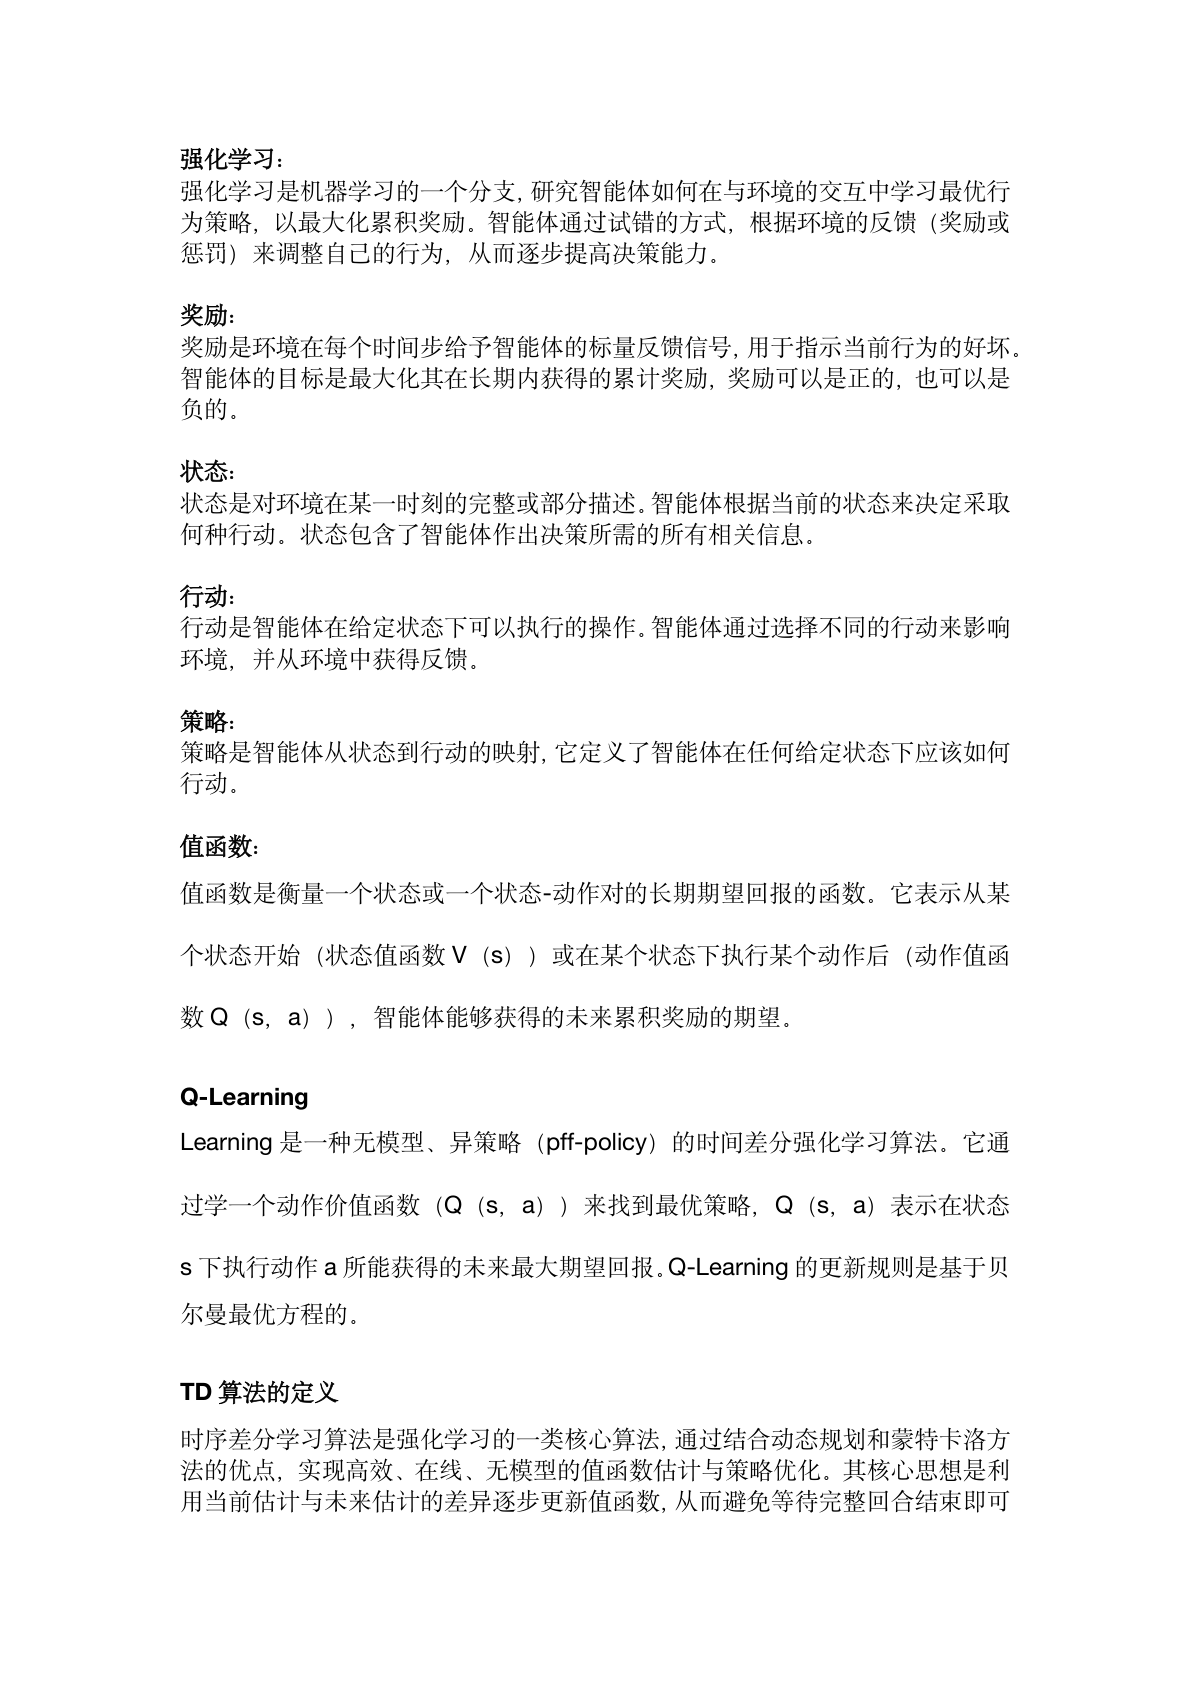 强化学习：
强化学习是机器学习的一个分支，研究智能体如何在与环境的交互中学习最优行
为策略，以最大化累积奖励。智能体通过试错的方式，根据环境的反馈（奖励或
惩罚）来调整自己的行为，从而逐步提高决策能力。
奖励：
奖励是环境在每个时间步给予智能体的标量反馈信号，用于指示当前行为的好坏。
智能体的目标是最大化其在长期内获得的累计奖励，奖励可以是正的，也可以是
负的。
状态：
状态是对环境在某一时刻的完整或部分描述。智能体根据当前的状态来决定采取
何种行动。状态包含了智能体作出决策所需的所有相关信息。
行动：
行动是智能体在给定状态下可以执行的操作。智能体通过选择不同的行动来影响
环境，并从环境中获得反馈。
策略：
策略是智能体从状态到行动的映射，它定义了智能体在任何给定状态下应该如何
行动。
值函数：
值函数是衡量一个状态或一个状态-动作对的长期期望回报的函数。它表示从某
个状态开始（状态值函数 V（s））或在某个状态下执行某个动作后（动作值函
数 Q（s，a）），智能体能够获得的未来累积奖励的期望。
Q-Learning
Learning 是一种无模型、异策略（pff-policy）的时间差分强化学习算法。它通
过学一个动作价值函数（Q（s，a））来找到最优策略，Q（s，a）表示在状态
s 下执行动作 a 所能获得的未来最大期望回报。Q-Learning 的更新规则是基于贝
尔曼最优方程的。
TD 算法的定义
时序差分学习算法是强化学习的一类核心算法，通过结合动态规划和蒙特卡洛方
法的优点，实现高效、在线、无模型的值函数估计与策略优化。其核心思想是利
用当前估计与未来估计的差异逐步更新值函数，从而避免等待完整回合结束即可